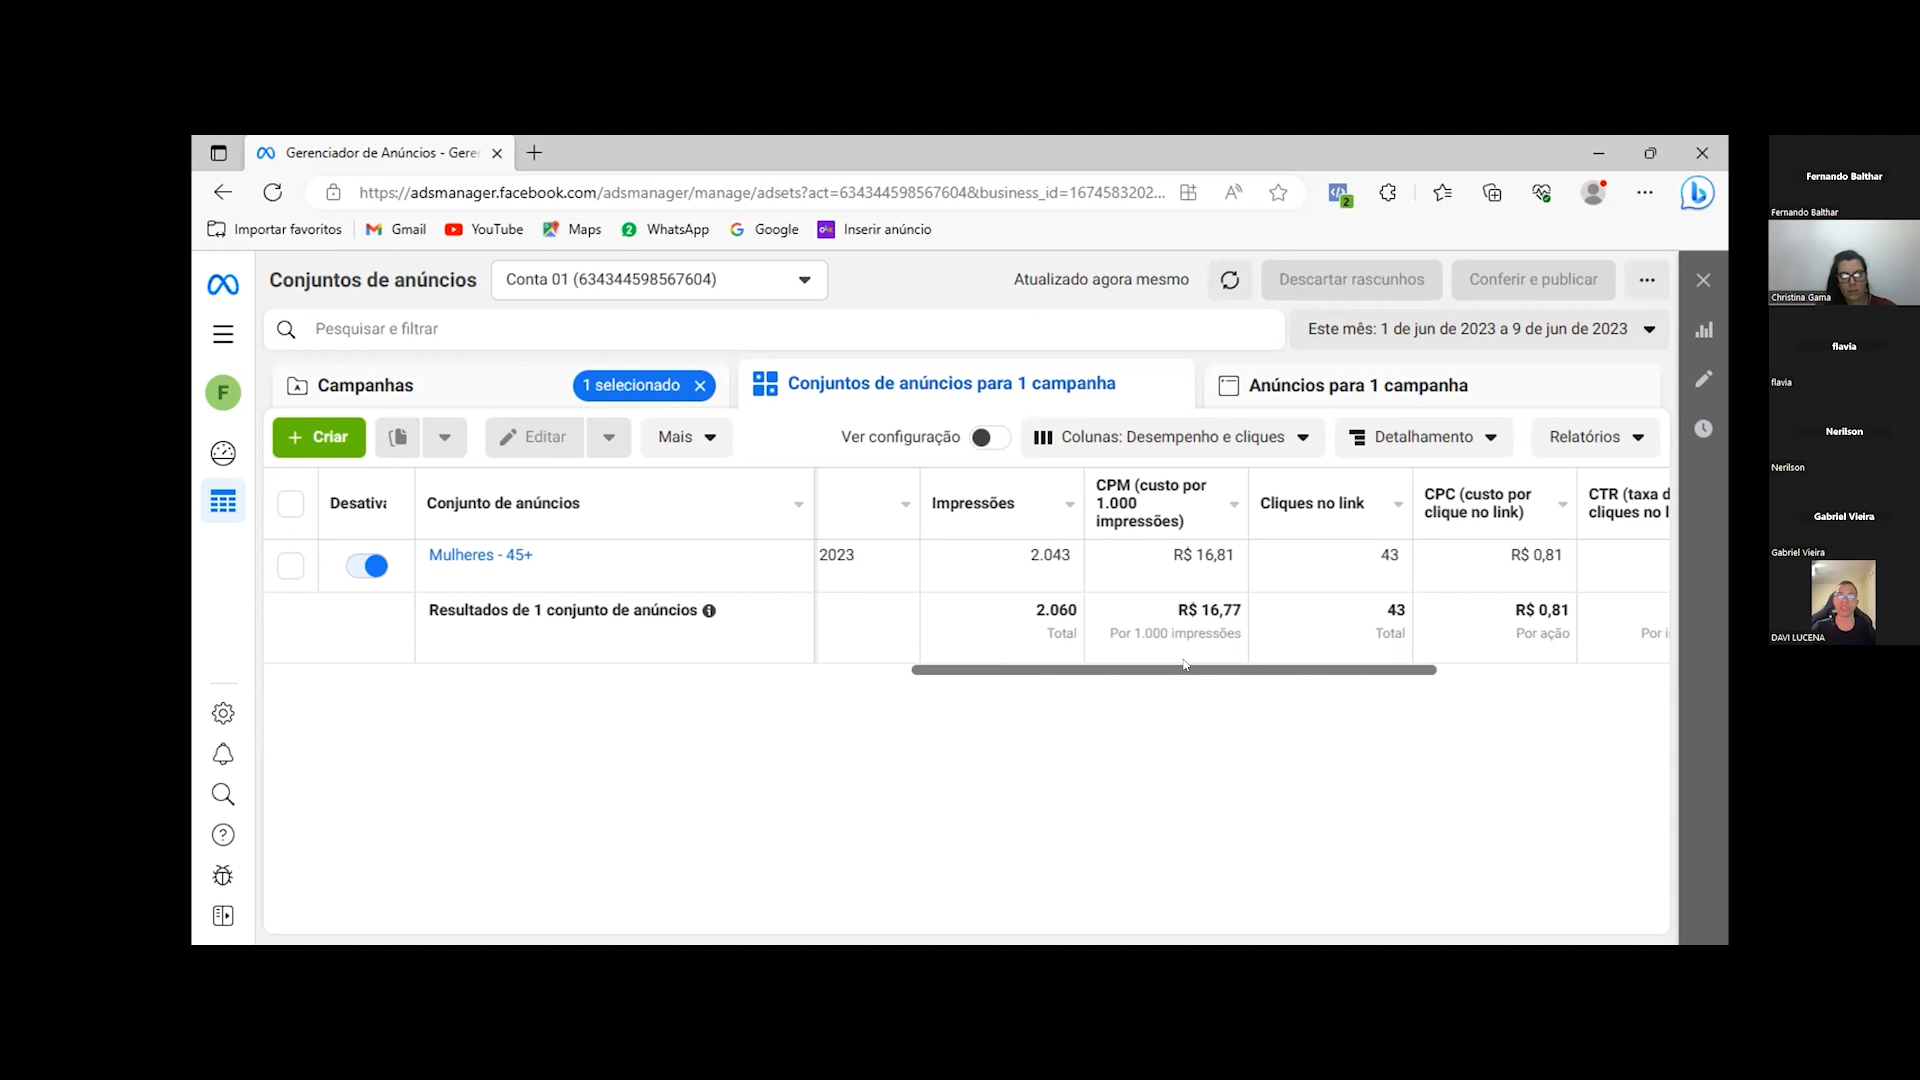 Gerenciador de Anúncios - Gere
https://adsmanager.facebook.com/adsmanager/manage/adsets?act=634344598567604&business_id=1674583202...
2
Importar favoritos
Gmail
YouTube
Maps
2
WhatsApp
Google
olx
Inserir anúncio
Conjuntos de anúncios
Conta 01 (634344598567604)
Atualizado agora mesmo
Descartar rascunhos
Conferir e publicar
Pesquisar e filtrar
Este mês: 1 de jun de 2023 a 9 de jun de 2023
F
Campanhas
1 selecionado
Conjuntos de anúncios para 1 campanha
Anúncios para 1 campanha
+ Criar
Editar
Mais
Ver configuração
Colunas: Desempenho e cliques
Detalhamento
Relatórios
Desativa
Conjunto de anúncios
Impressões
CPM (custo por
1.000
impressões)
Cliques no link
CPC (custo por
clique no link)
CTR (taxa d
cliques no l
Mulheres - 45+
2023
2.043
R$ 16,81
43
R$ 0,81
Resultados de 1 conjunto de anúncios
2.060
R$ 16,77
43
R$ 0,81
Total
Por 1.000 impressões
Total
Por ação
Por i
Fernando Balthar
Fernando Balthar
Christina Gama
flavia
flavia
Nerilson
Nerilson
Gabriel Vieira
Gabriel Vieira
DAVI LUCENA